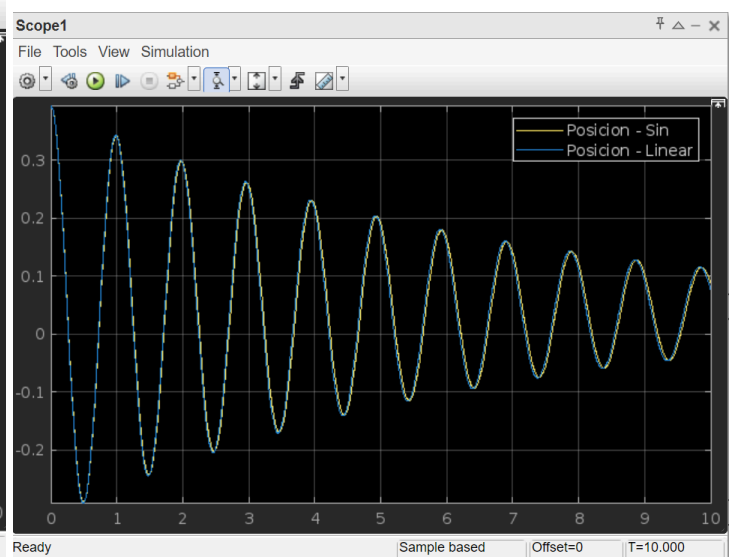 Scope1
File Tools View Simulation
Posicion - Sin
Posicion - Linear
0.3
0.2
0.1
0
-0.1
-0.2
0 1 2 3 4 5 6 7 8 9 10
Ready Sample based Offset=0 T=10.000